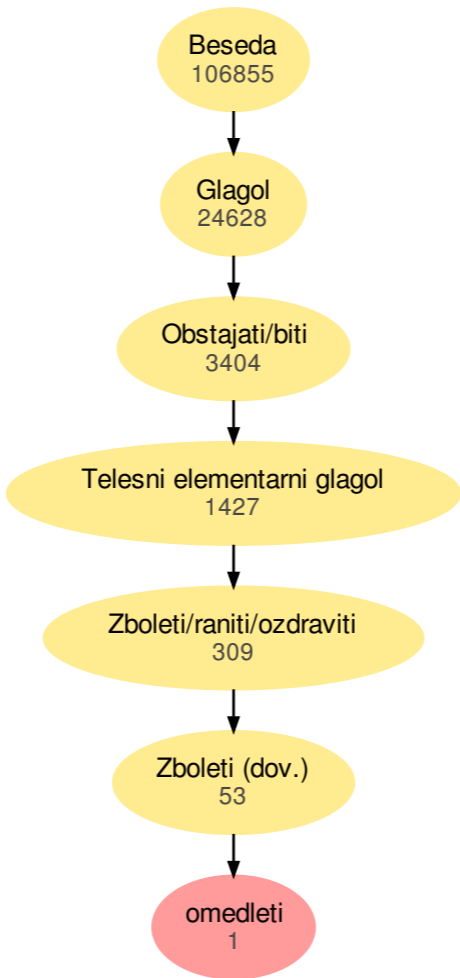 Beseda
106855
Glagol
24628
Obstajati/biti
3404
Telesni elementarni glagol
1427
Zboleti/raniti/ozdraviti
309
Zboleti (dov.)
53
omedleti
1